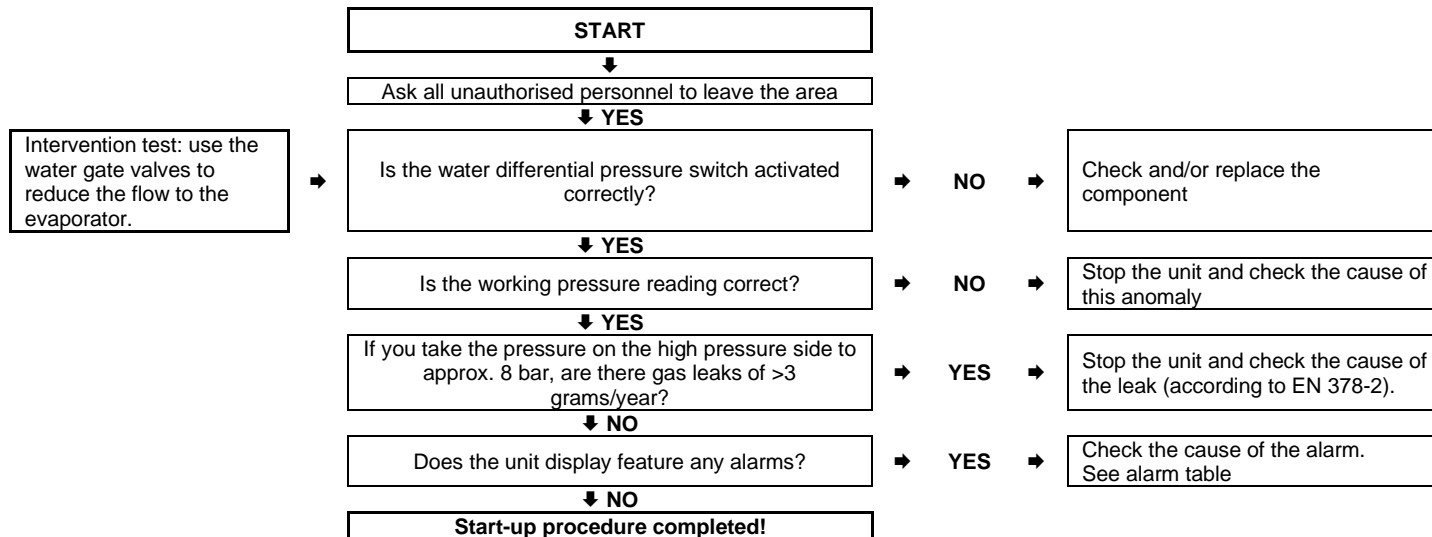 START
🡇
Ask all unauthorised personnel to leave the area
🡇 YES
Intervention test: use the
water gate valves to
reduce the flow to the
evaporator.
🡆
Is the water differential pressure switch activated
correctly?
🡆 NO 🡆
Check and/or replace the
component
🡇 YES
Is the working pressure reading correct?
🡆 NO 🡆
Stop the unit and check the cause of
this anomaly
🡇 YES
If you take the pressure on the high pressure side to
approx. 8 bar, are there gas leaks of >3
grams/year?
🡆 YES 🡆
Stop the unit and check the cause of
the leak (according to EN 378-2).
🡇 NO
Does the unit display feature any alarms?
🡆 YES 🡆
Check the cause of the alarm.
See alarm table
🡇 NO
Start-up procedure completed!